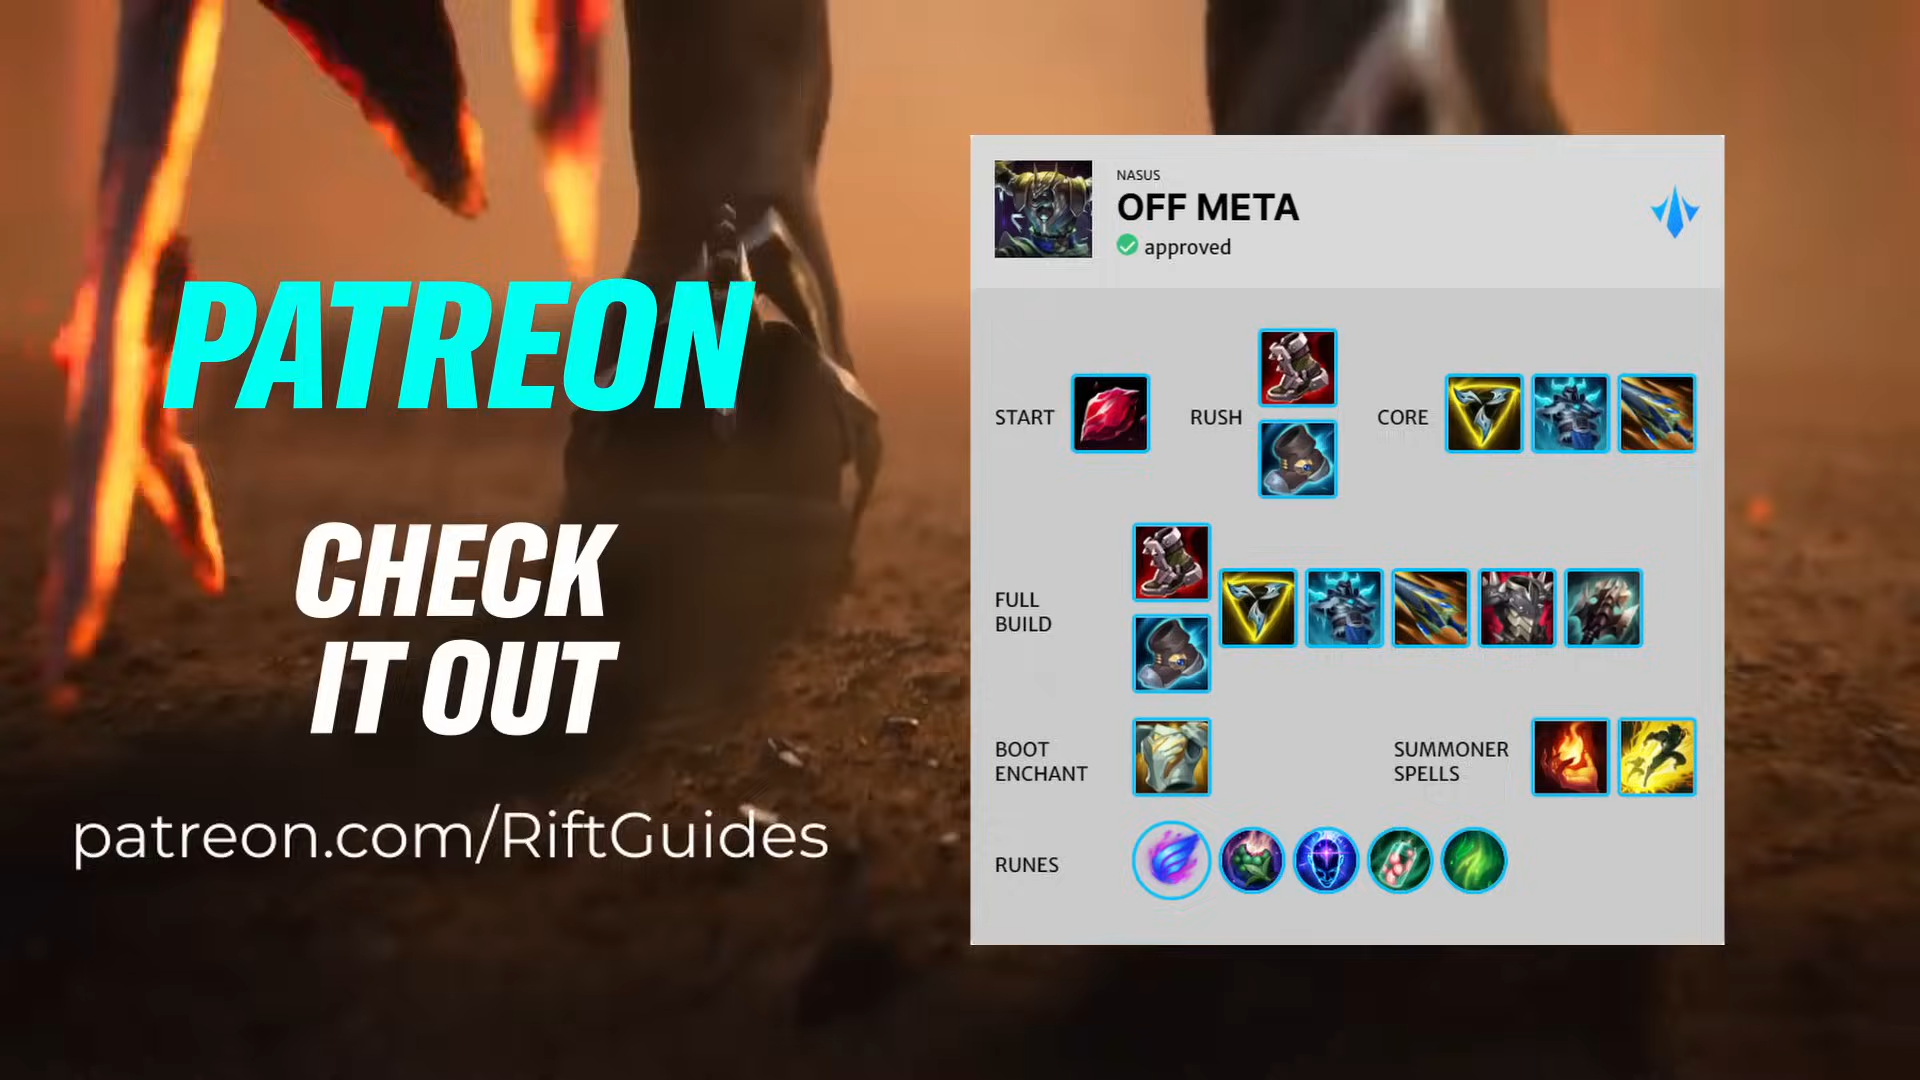 PATREON
CHECK
IT OUT
patreon.com/RiftGuides
NASUS
OFF META
approved
START
RUSH
CORE
FULL
BUILD
BOOT
ENCHANT
SUMMONER
SPELLS
RUNES